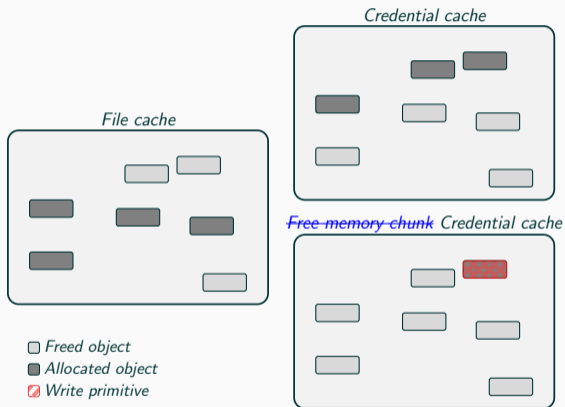 Credential cache
File cache
Free memory chunk Credential cache
Freed object
Allocated object
Write primitive